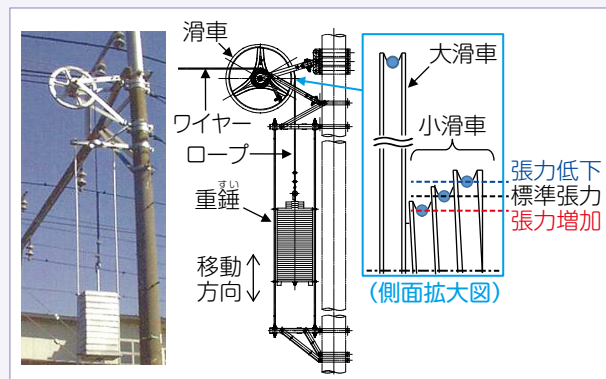 滑車
ワイヤー
ロープ
重錘
すい
移動
方向
大滑車
小滑車
張力低下
標準張力
張力増加
(側面拡大図)